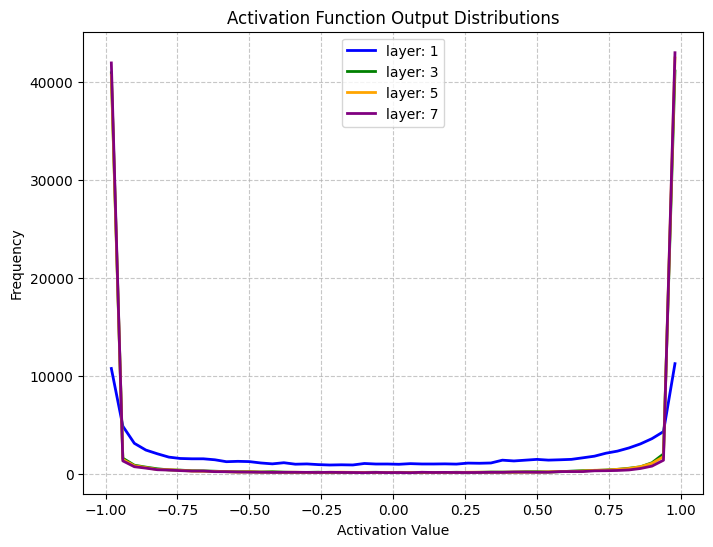 Activation Function Output Distributions
layer: 1
layer: 3
layer: 5
layer: 7
40000
30000
20000
10000
0
Frequency
−1.00 −0.75 −0.50 −0.25 0.00 0.25 0.50 0.75 1.00
Activation Value